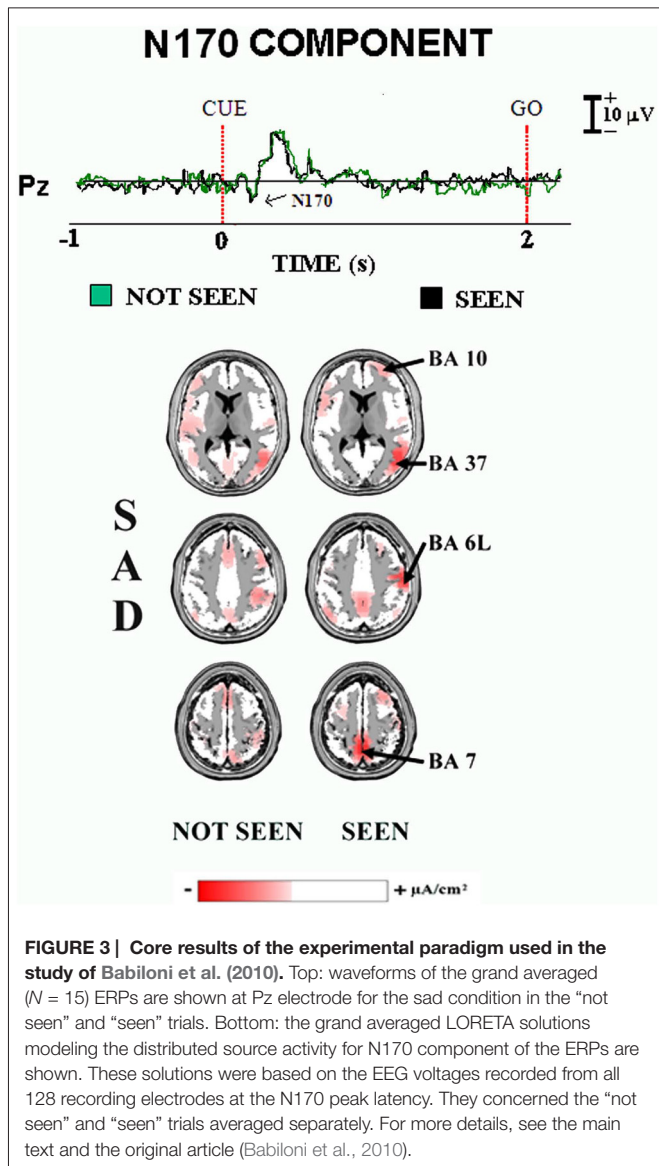 N170 COMPONENT
CUE
GO
+
10 μV
−
Pz
N170
-1
0
2
TIME (s)
NOT SEEN
SEEN
BA 10
BA 37
S
A
D
BA 6L
BA 7
NOT SEEN
SEEN
-
+ μA/cm²
FIGURE 3 | Core results of the experimental paradigm used in the
study of Babiloni et al. (2010). Top: waveforms of the grand averaged
(N = 15) ERPs are shown at Pz electrode for the sad condition in the “not
seen” and “seen” trials. Bottom: the grand averaged LORETA solutions
modeling the distributed source activity for N170 component of the ERPs are
shown. These solutions were based on the EEG voltages recorded from all
128 recording electrodes at the N170 peak latency. They concerned the “not
seen” and “seen” trials averaged separately. For more details, see the main
text and the original article (Babiloni et al., 2010).